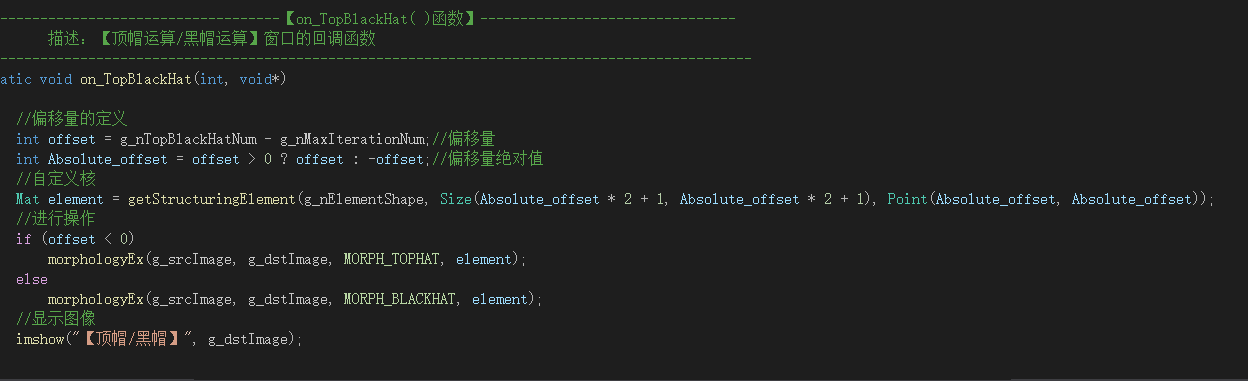 -----------------------------------【on_TopBlackHat( )函数】--------------------------------
描述：【顶帽运算/黑帽运算】窗口的回调函数
----------------------------------------------------------------------------------------------
atic void on_TopBlackHat(int, void*)
//偏移量的定义
int offset = g_nTopBlackHatNum - g_nMaxIterationNum;//偏移量
int Absolute_offset = offset > 0 ? offset : -offset;//偏移量绝对值
//自定义核
Mat element = getStructuringElement(g_nElementShape, Size(Absolute_offset * 2 + 1, Absolute_offset * 2 + 1), Point(Absolute_offset, Absolute_offset));
//进行操作
if (offset < 0)
morphologyEx(g_srcImage, g_dstImage, MORPH_TOPHAT, element);
else
morphologyEx(g_srcImage, g_dstImage, MORPH_BLACKHAT, element);
//显示图像
imshow("【顶帽/黑帽】", g_dstImage);